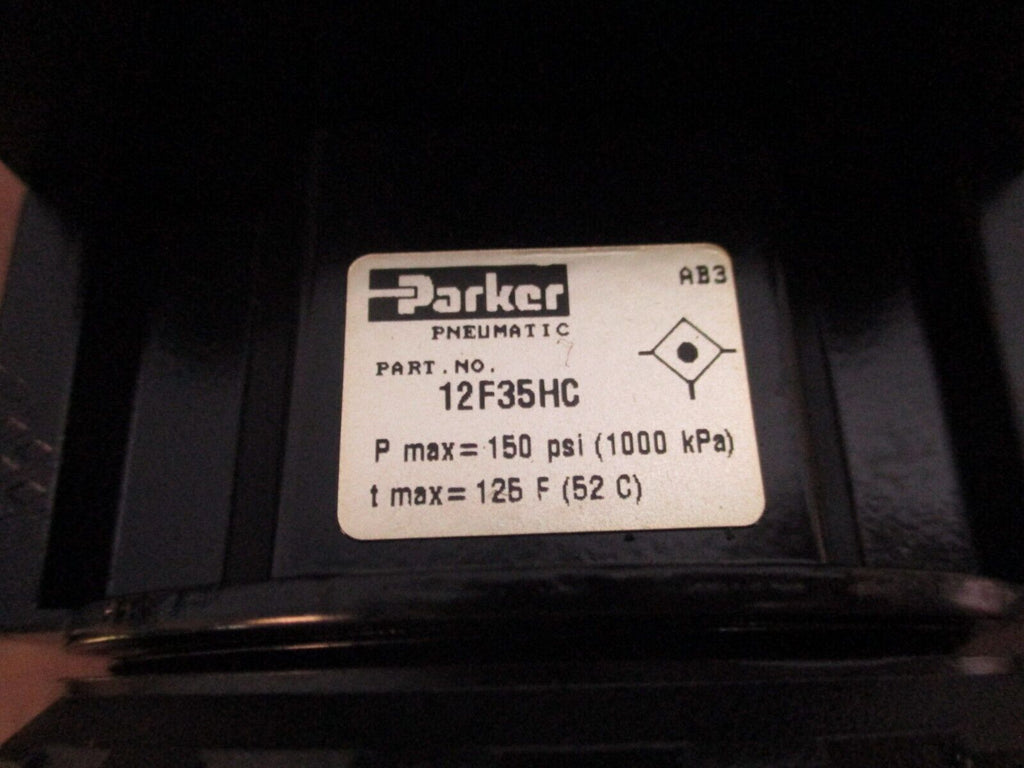 Parker
AB3
PNEUMATIC
PART.NO.
12F35HC
P max= 150 psi (1000 kPa)
t max= 125 F (52 C)